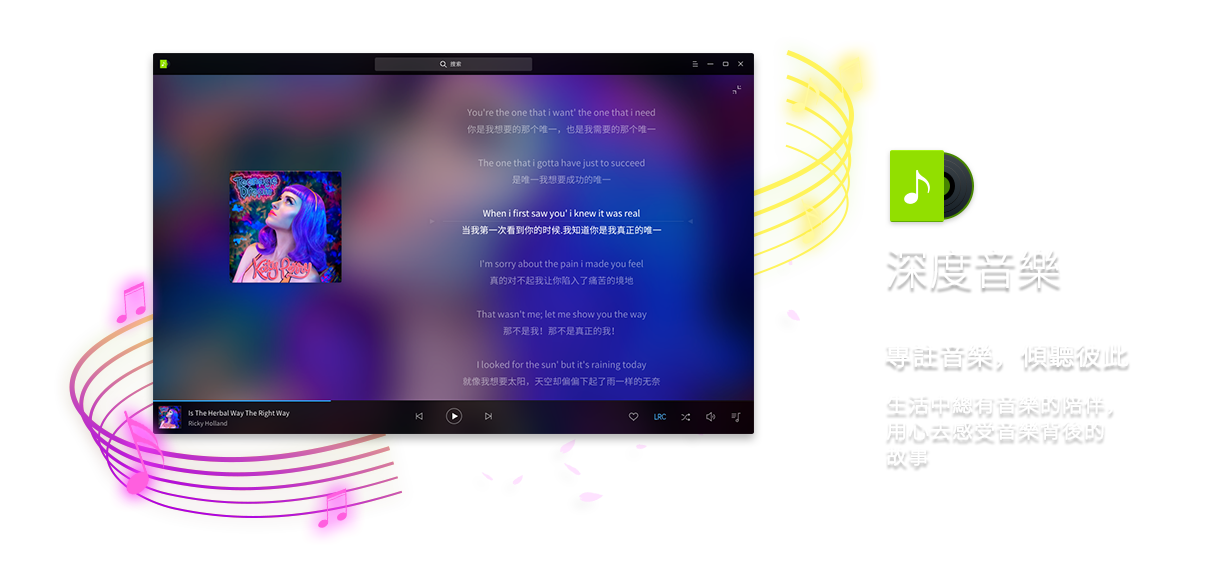 搜索
You're the one that i want' the one that i need
你是我想要的那个唯一，也是我需要的那个唯一
The one that i gotta have just to succeed
是唯一我想要成功的唯一
When i first saw you' i knew it was real
当我第一次看到你的时候.我知道你是我真正的唯一
I'm sorry about the pain i made you feel
真的对不起我让你陷入了痛苦的境地
That wasn't me; let me show you the way
那不是我！那不是真正的我！
I looked for the sun' but it's raining today
就像我想要太阳，天空却偏偏下起了雨一样的无奈
Teenage
Dream
Katy Perry
Is The Herbal Way The Right Way
Ricky Holland
LRC
深度音樂
專註音樂，傾聽彼此
生活中總有音樂的陪伴，
用心去感受音樂背後的
故事